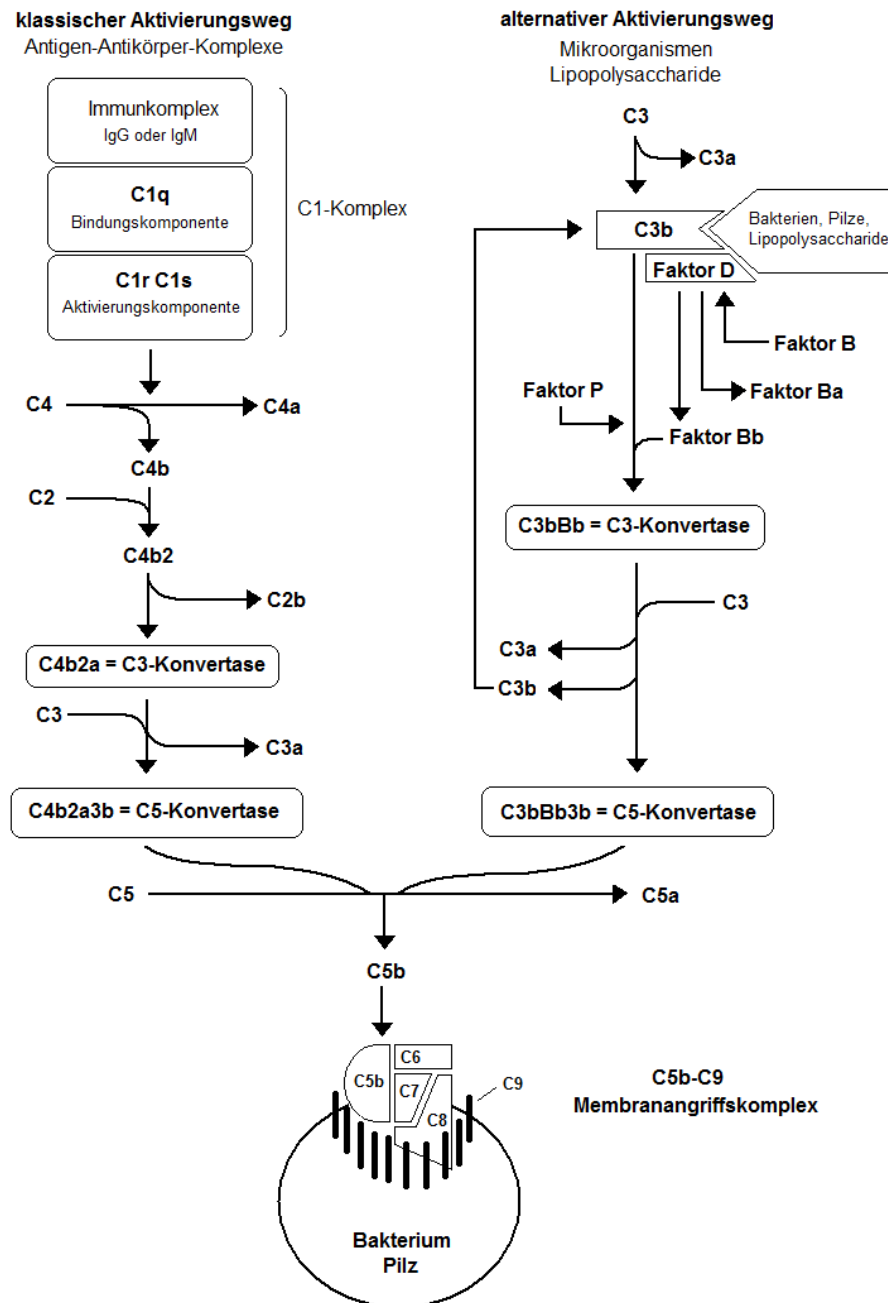 klassischer Aktivierungsweg
Antigen-Antikörper-Komplexe
Immunkomplex
IgG oder IgM
C1q
Bindungskomponente
C1r C1s
Aktivierungskomponente
C1-Komplex
C4
C4a
C4b
C2
C4b2
C2b
C4b2a = C3-Konvertase
C3
C3a
C4b2a3b = C5-Konvertase
alternativer Aktivierungsweg
Mikroorganismen
Lipopolysaccharide
C3
C3a
C3b
Bakterien, Pilze,
Lipopolysaccharide
Faktor D
Faktor B
Faktor Ba
Faktor P
Faktor Bb
C3bBb = C3-Konvertase
C3
C3a
C3b
C3bBb3b = C5-Konvertase
C5
C5a
C5b
C6
C5b
C7
C8
C9
C5b-C9
Membranangriffskomplex
Bakterium
Pilz